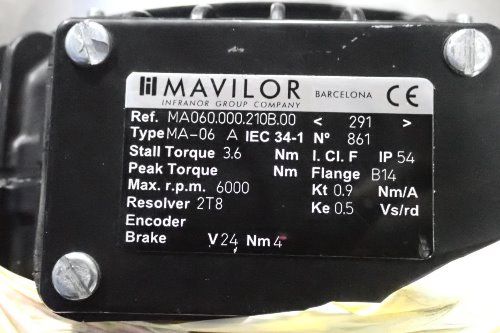 MAVILOR BARCELONA CE
INFRANOR GROUP COMPANY
Ref. MA060.000.210B.00 < 291 >
Type MA-06 A IEC 34-1 Nº 861
Stall Torque 3.6 Nm I. Cl. F IP 54
Peak Torque Nm Flange B14
Max. r.p.m. 6000 Kt 0.9 Nm/A
Resolver 2T8 Ke 0.5 Vs/rd
Encoder
Brake V 24 Nm 4